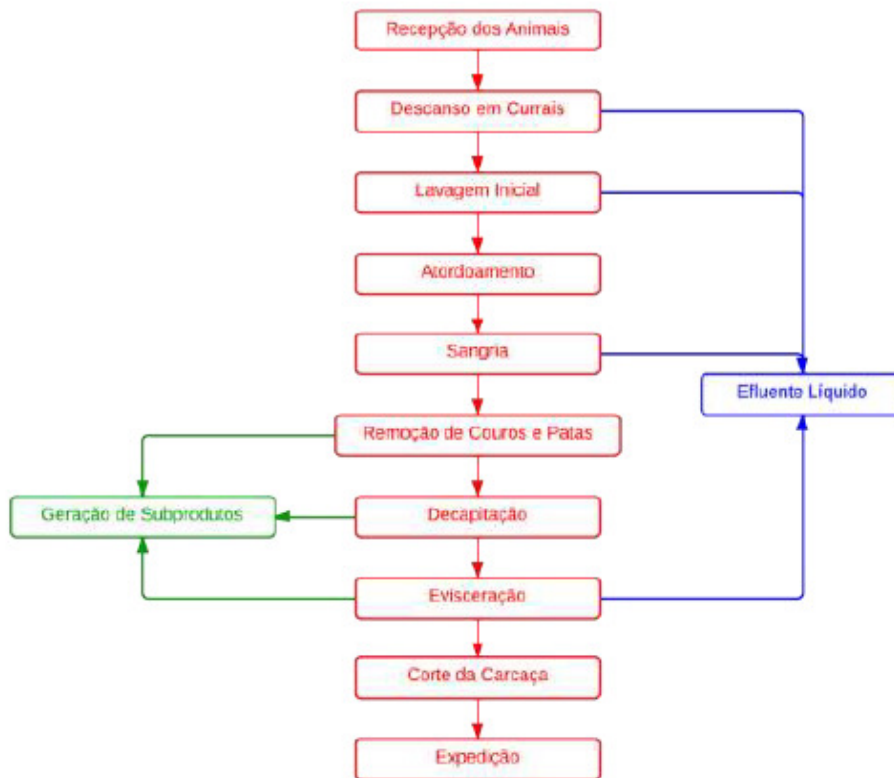 Recepção dos Animais
Descanso em Currais
Lavagem Inicial
Atordoamento
Sangria
Efluente Líquido
Remoção de Couros e Patas
Geração de Subprodutos
Decapitação
Evisceração
Corte da Carcaça
Expedição